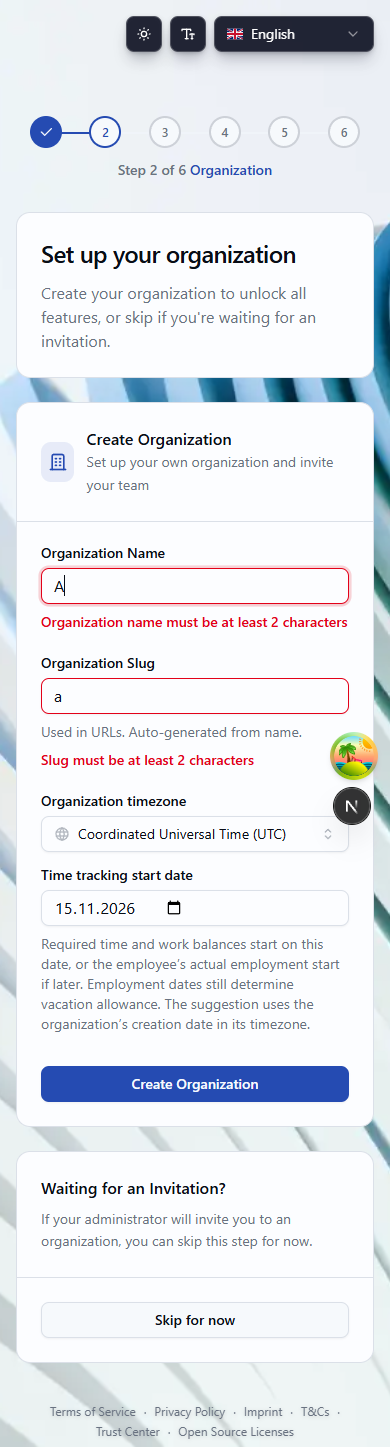 English
2
3
4
5
6
Step 2 of 6 Organization
Set up your organization
Create your organization to unlock all
features, or skip if you're waiting for an
invitation.
Create Organization
Set up your own organization and invite
your team
Organization Name
A
Organization name must be at least 2 characters
Organization Slug
a
Used in URLs. Auto-generated from name.
Slug must be at least 2 characters
Organization timezone
N
Coordinated Universal Time (UTC)
Time tracking start date
15.11.2026
Required time and work balances start on this
date, or the employee’s actual employment start
if later. Employment dates still determine
vacation allowance. The suggestion uses the
organization’s creation date in its timezone.
Create Organization
Waiting for an Invitation?
If your administrator will invite you to an
organization, you can skip this step for now.
Skip for now
Terms of Service · Privacy Policy · Imprint · T&Cs ·
Trust Center · Open Source Licenses